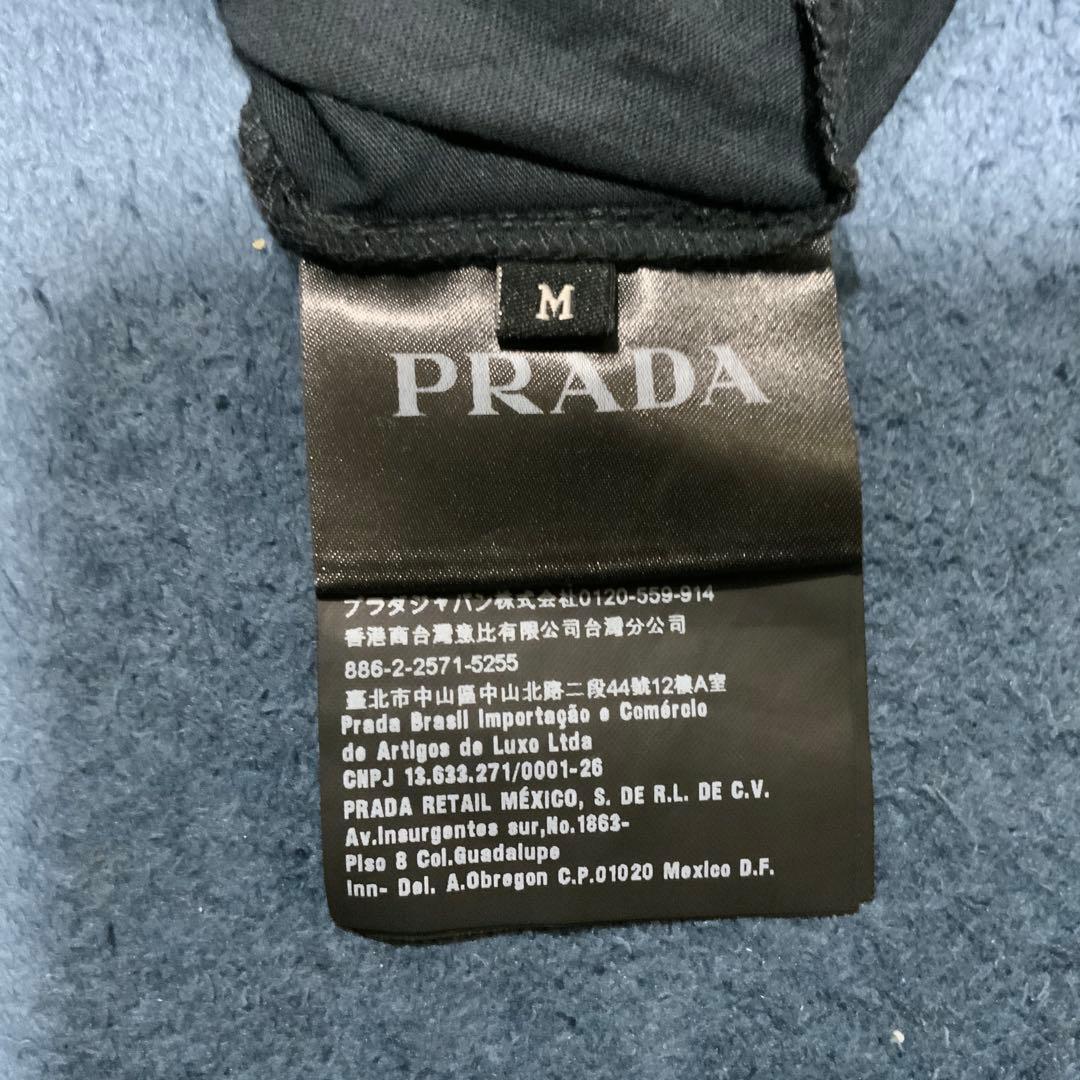 M
PRADA
プラダジャパン株式会社0120-559-914
香港商台灣意比有限公司台灣分公司
886-2-2571-5255
臺北市中山區中山北路二段44號12樓A室
Prada Brasil Importação e Comércio
de Artigos de Luxo Ltda
CNPJ 13.633.271/0001-26
PRADA RETAIL MÉXICO, S. DE R.L. DE C.V.
Av.Insurgentes sur,No.1863-
Piso 8 Col.Guadalupe
Inn- Del. A.Obregon C.P.01020 Mexico D.F.